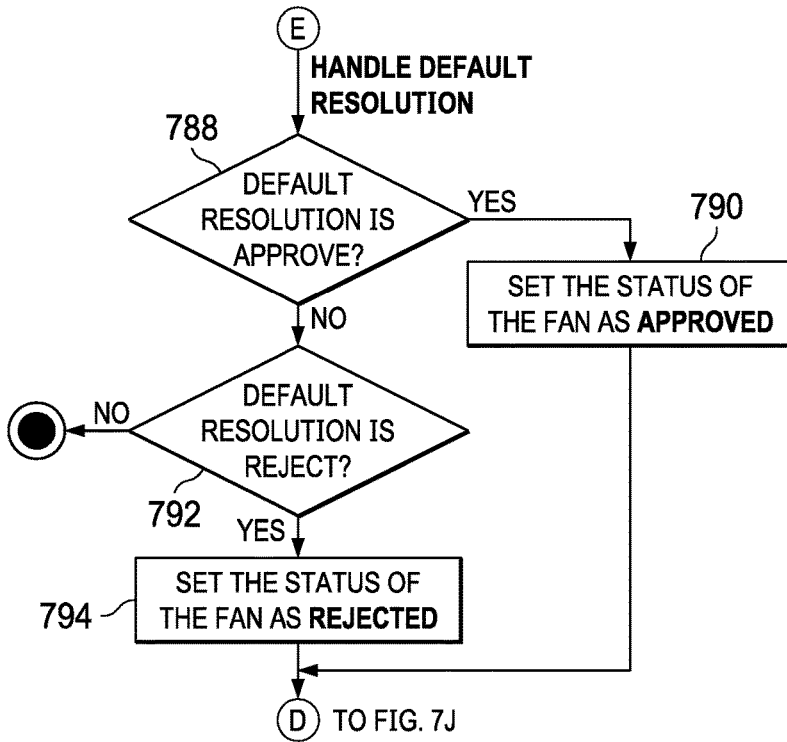 E
HANDLE DEFAULT
RESOLUTION
788
DEFAULT
RESOLUTION IS
APPROVE?
YES
790
SET THE STATUS OF
THE FAN AS APPROVED
NO
DEFAULT
RESOLUTION IS
REJECT?
NO
792
YES
SET THE STATUS OF
THE FAN AS REJECTED
794
D TO FIG. 7J